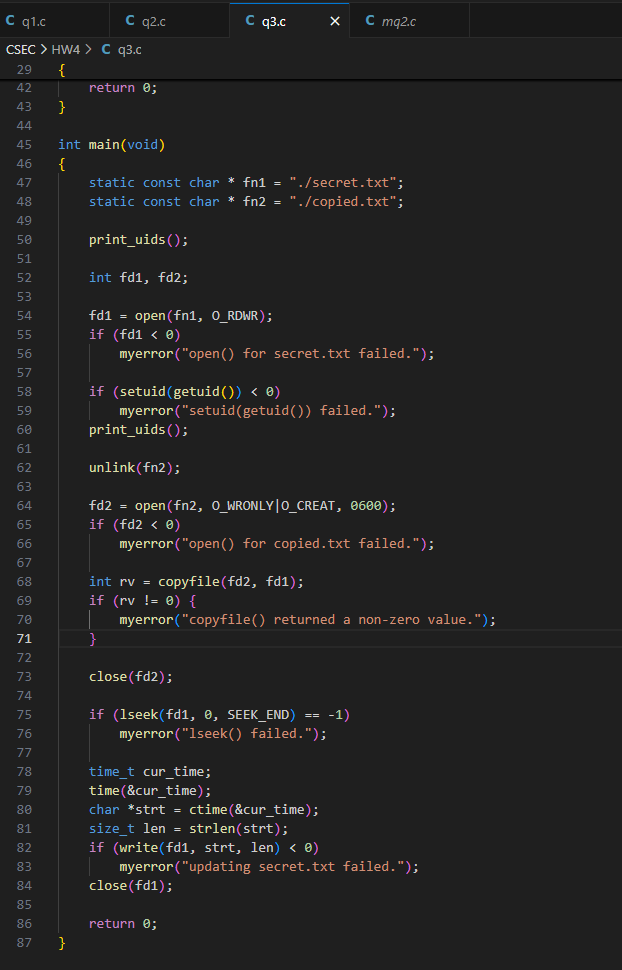 C q1.c C q2.c C q3.c × C mq2.c
CSEC > HW4 > C q3.c
29 {
42 return 0;
43 }
44
45 int main(void)
46 {
47 static const char * fn1 = "./secret.txt";
48 static const char * fn2 = "./copied.txt";
49
50 print_uids();
51
52 int fd1, fd2;
53
54 fd1 = open(fn1, O_RDWR);
55 if (fd1 < 0)
56 myerror("open() for secret.txt failed.");
57
58 if (setuid(getuid()) < 0)
59 myerror("setuid(getuid()) failed.");
60 print_uids();
61
62 unlink(fn2);
63
64 fd2 = open(fn2, O_WRONLY|O_CREAT, 0600);
65 if (fd2 < 0)
66 myerror("open() for copied.txt failed.");
67
68 int rv = copyfile(fd2, fd1);
69 if (rv != 0) {
70 myerror("copyfile() returned a non-zero value.");
71 }
72
73 close(fd2);
74
75 if (lseek(fd1, 0, SEEK_END) == -1)
76 myerror("lseek() failed.");
77
78 time_t cur_time;
79 time(&cur_time);
80 char *strt = ctime(&cur_time);
81 size_t len = strlen(strt);
82 if (write(fd1, strt, len) < 0)
83 myerror("updating secret.txt failed.");
84 close(fd1);
85
86 return 0;
87 }